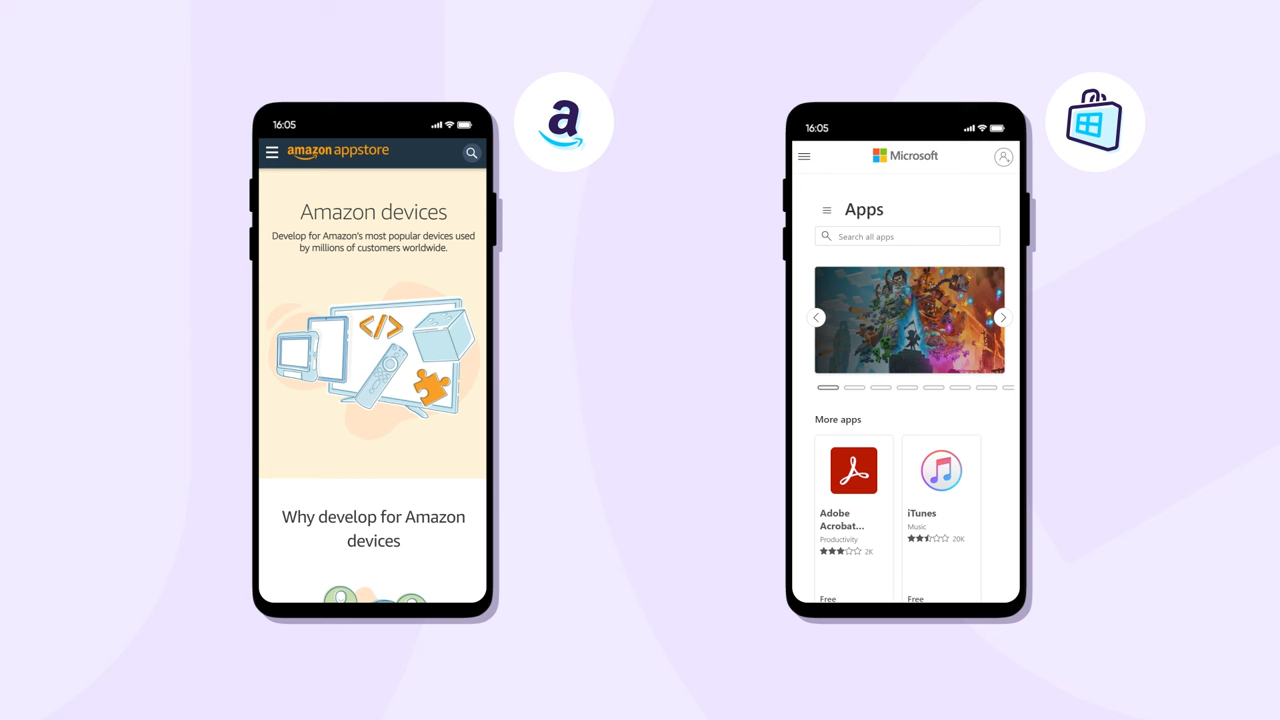 16:05
amazon appstore
Amazon devices
Develop for Amazon's most popular devices used
by millions of customers worldwide.
</>
Why develop for Amazon
devices
a
16:05
Microsoft
Apps
Search all apps
More apps
Adobe
Acrobat...
Productivity
2K
Free
iTunes
Music
20K
Free